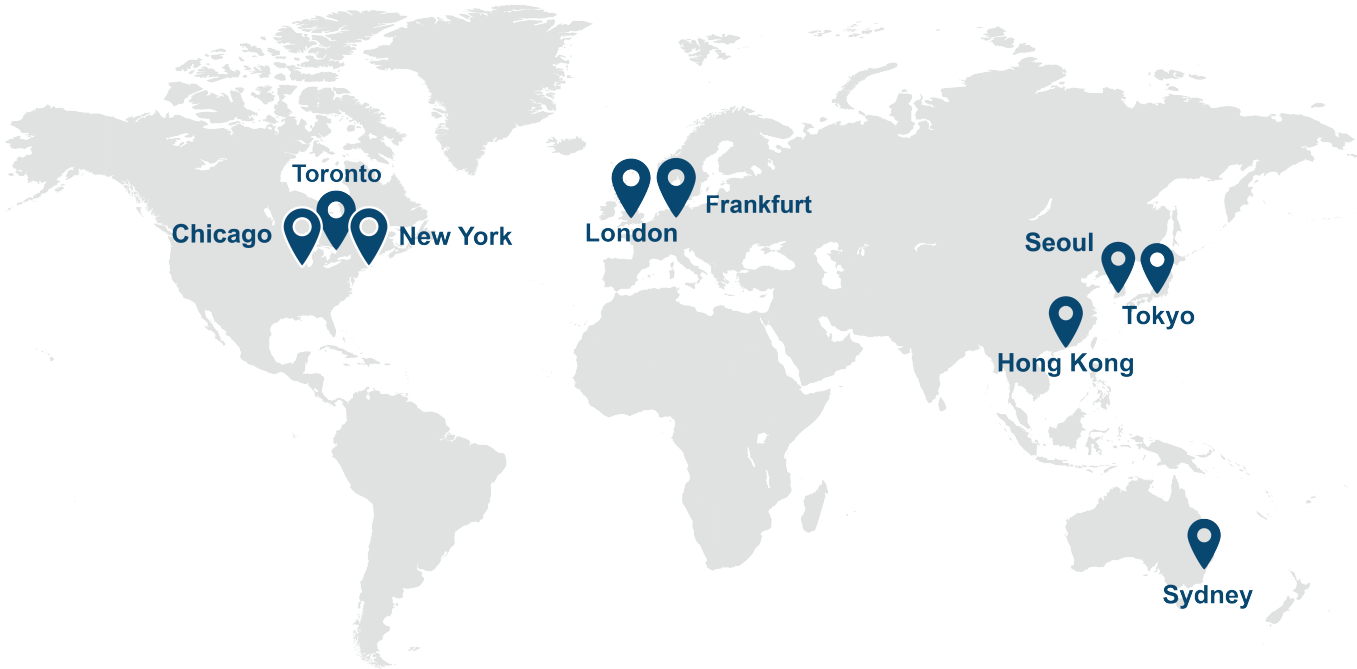 Toronto
Chicago
New York
Frankfurt
London
Seoul
Tokyo
Hong Kong
Sydney